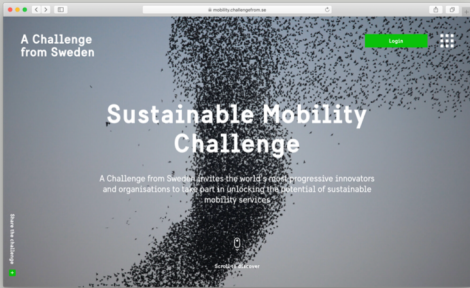 mobility.challengefrom.se
A Challenge
from Sweden
Login
Sustainable Mobility
Challenge
A Challenge from Sweden invites the world's most progressive innovators
and organisations to take part in unlocking the potential of sustainable
mobility services
Scroll to discover
Share the challenge